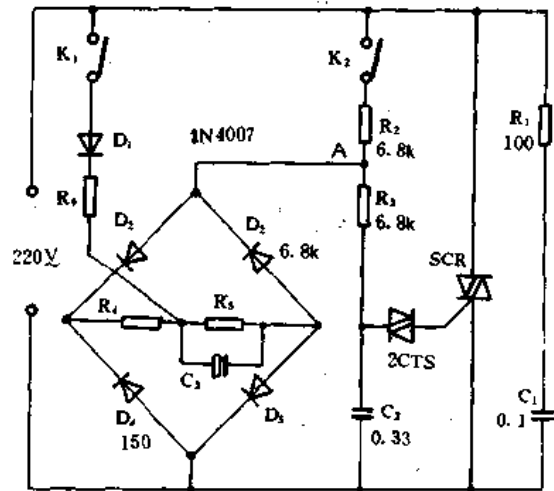 K₁
K₂
D₁
1N4007
A
R₂
6.8k
R₁
100
R₆
D₂
D₂
R₃
6.8k
6.8k
220V
SCR
R₄
R₅
2CTS
C₃
D₄
D₅
150
C₂
0.33
C₁
0.1